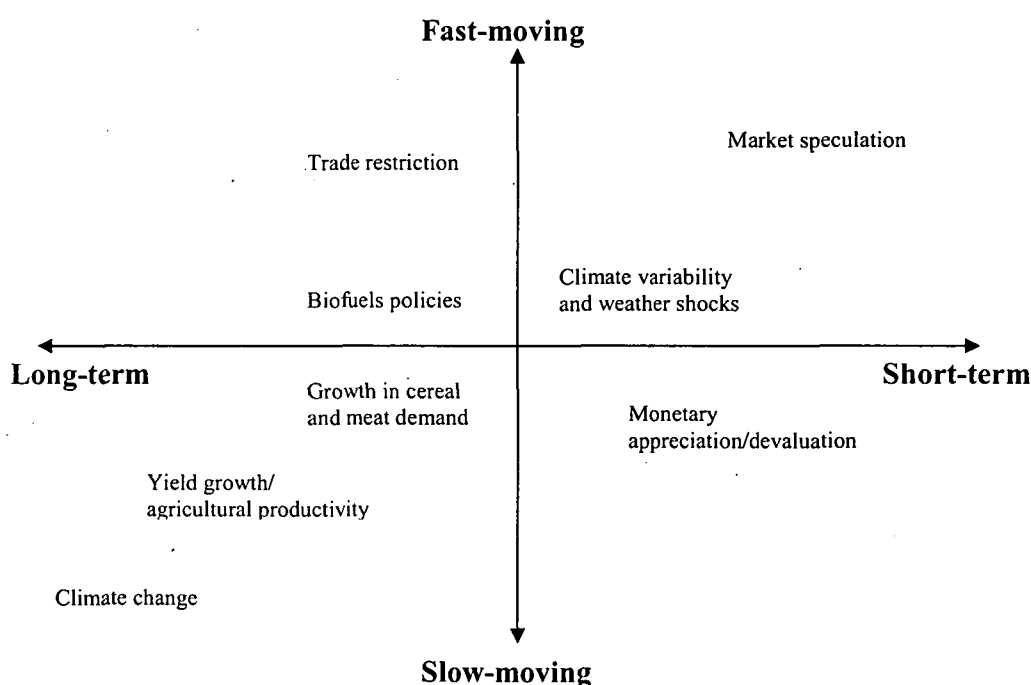 Fast-moving
Market speculation
Trade restriction
Climate variability
and weather shocks
Biofuels policies
Long-term
Short-term
Growth in cereal
and meat demand
Monetary
appreciation/devaluation
Yield growth/
agricultural productivity
Climate change
Slow-moving